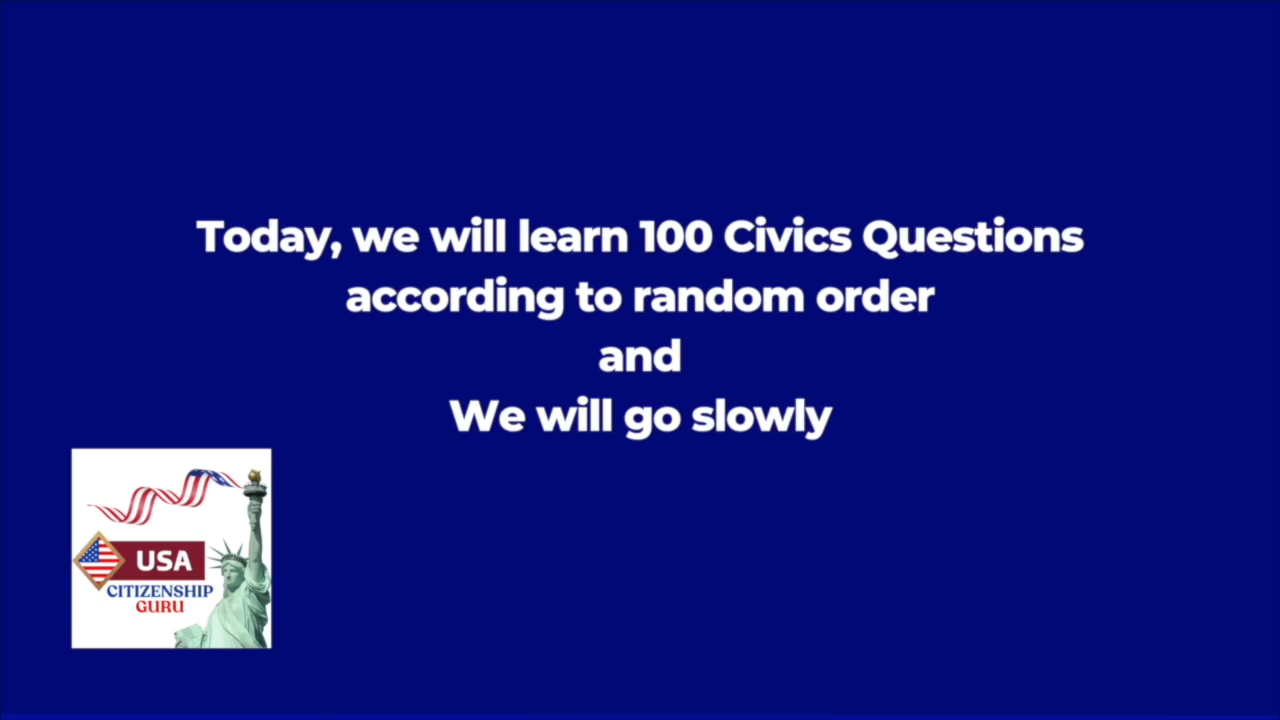 Today, we will learn 100 Civics Questions
according to random order
and
We will go slowly
USA
CITIZENSHIP
GURU